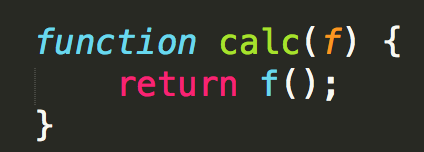 function calc(f) {
    return f();
}